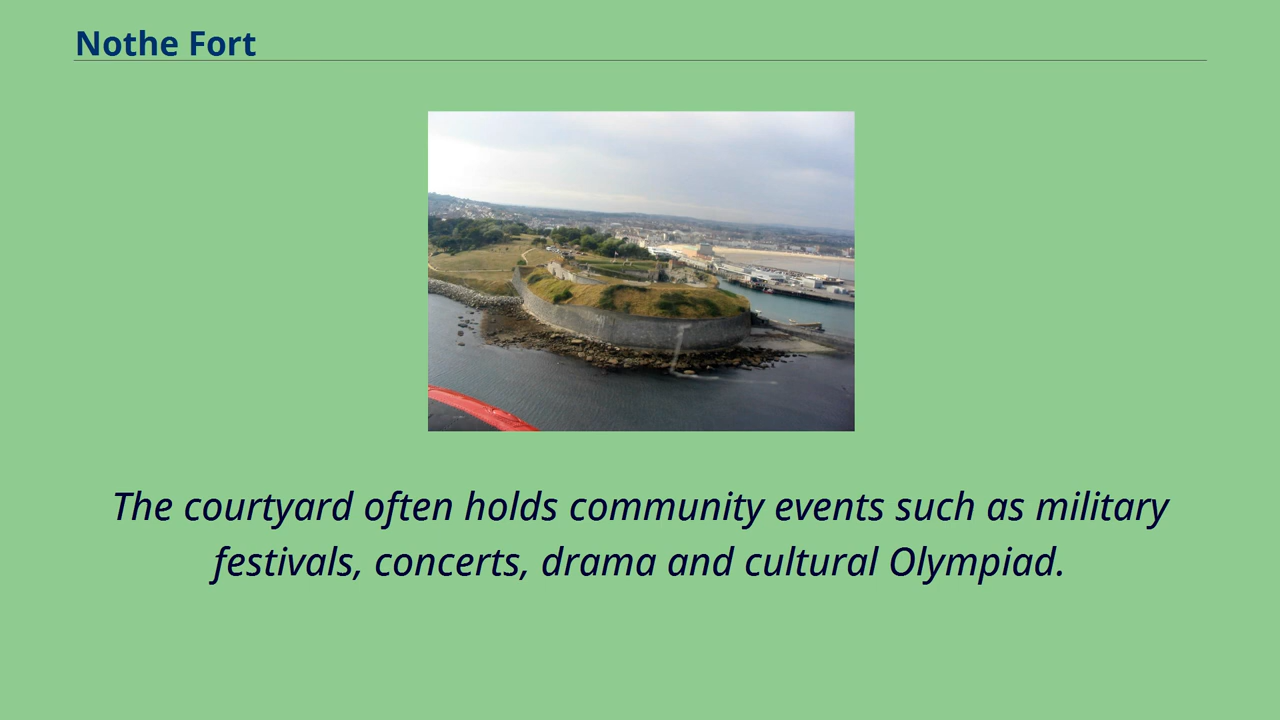 Nothe Fort
The courtyard often holds community events such as military
festivals, concerts, drama and cultural Olympiad.